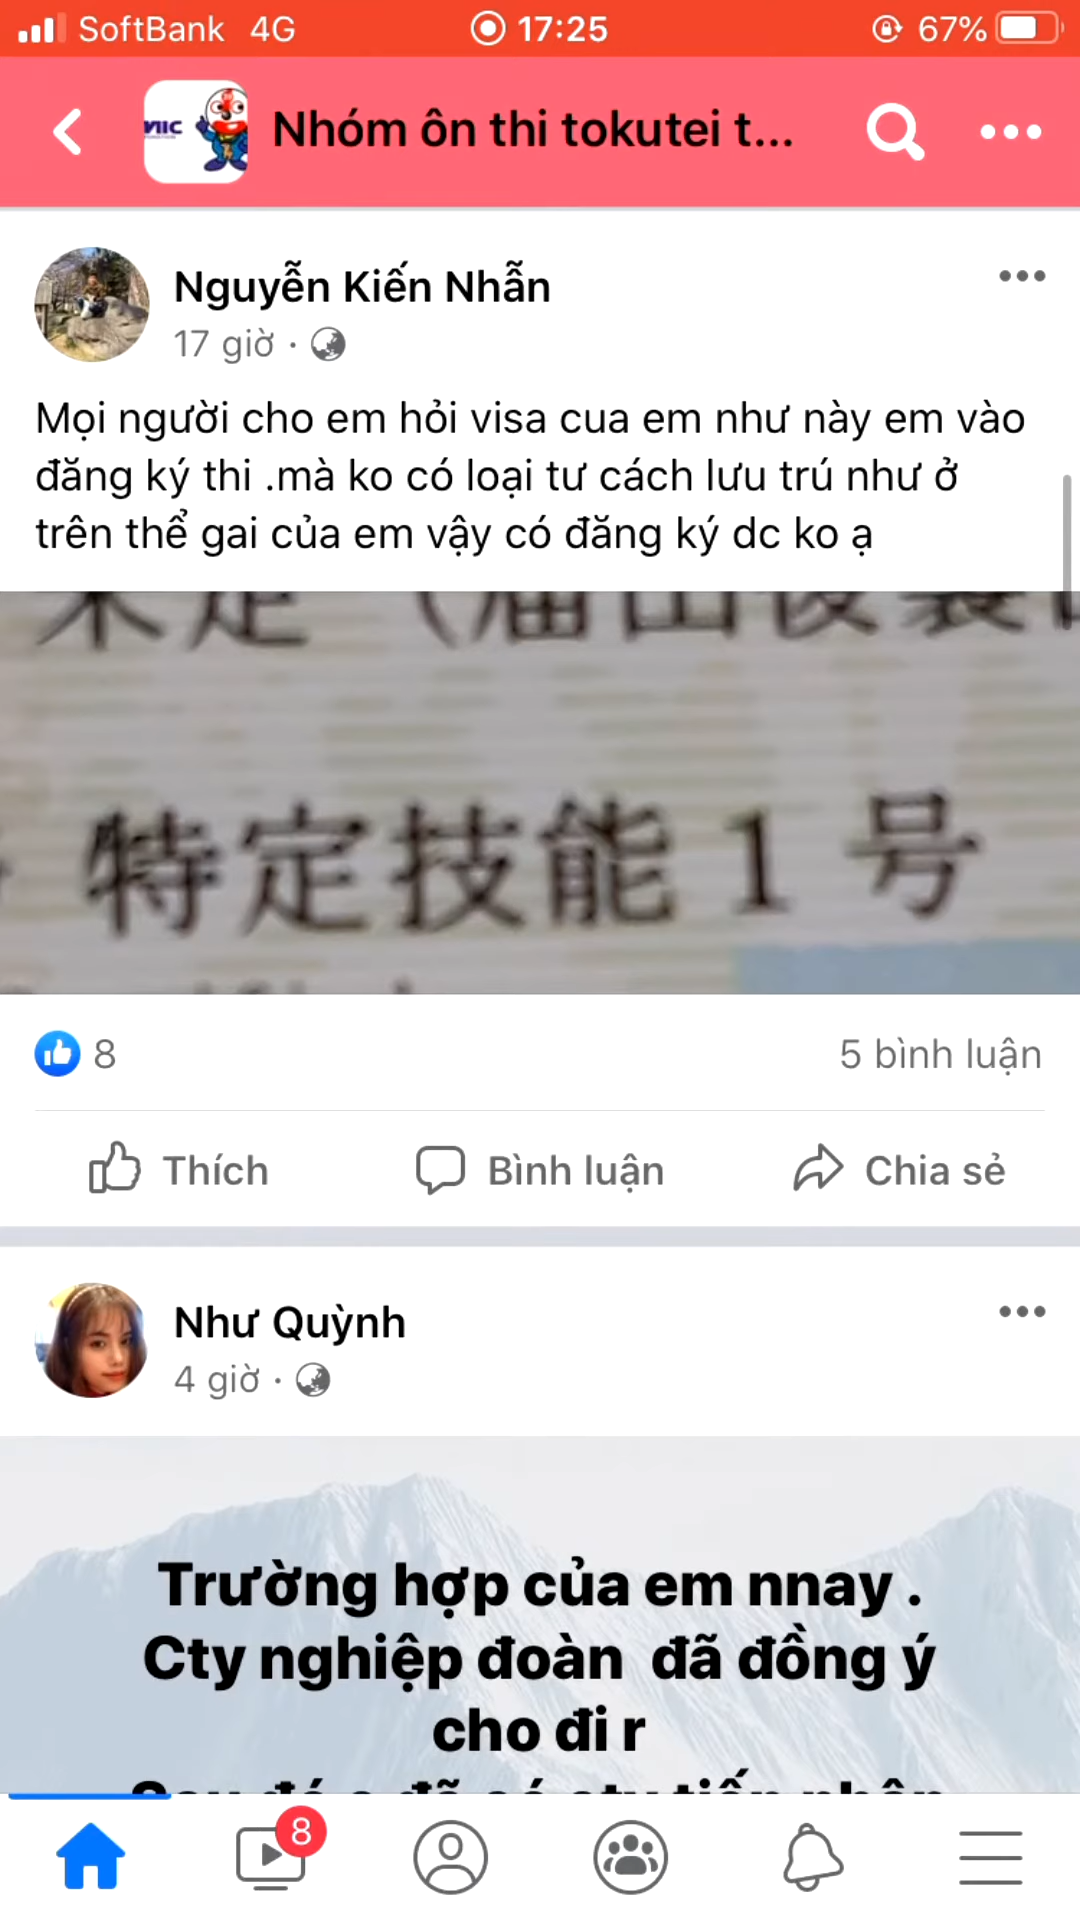 SoftBank 4G 17:25 67%
VIIC
Nhóm ôn thi tokutei t...
Nguyễn Kiến Nhẫn
17 giờ ·
Mọi người cho em hỏi visa cua em như này em vào
đăng ký thi .mà ko có loại tư cách lưu trú như ở
trên thể gai của em vậy có đăng ký dc ko ạ
特定技能1号
8
5 bình luận
Thích Bình luận Chia sẻ
Như Quỳnh
4 giờ ·
Trường hợp của em nnay .
Cty nghiệp đoàn đã đồng ý
cho đi r
8